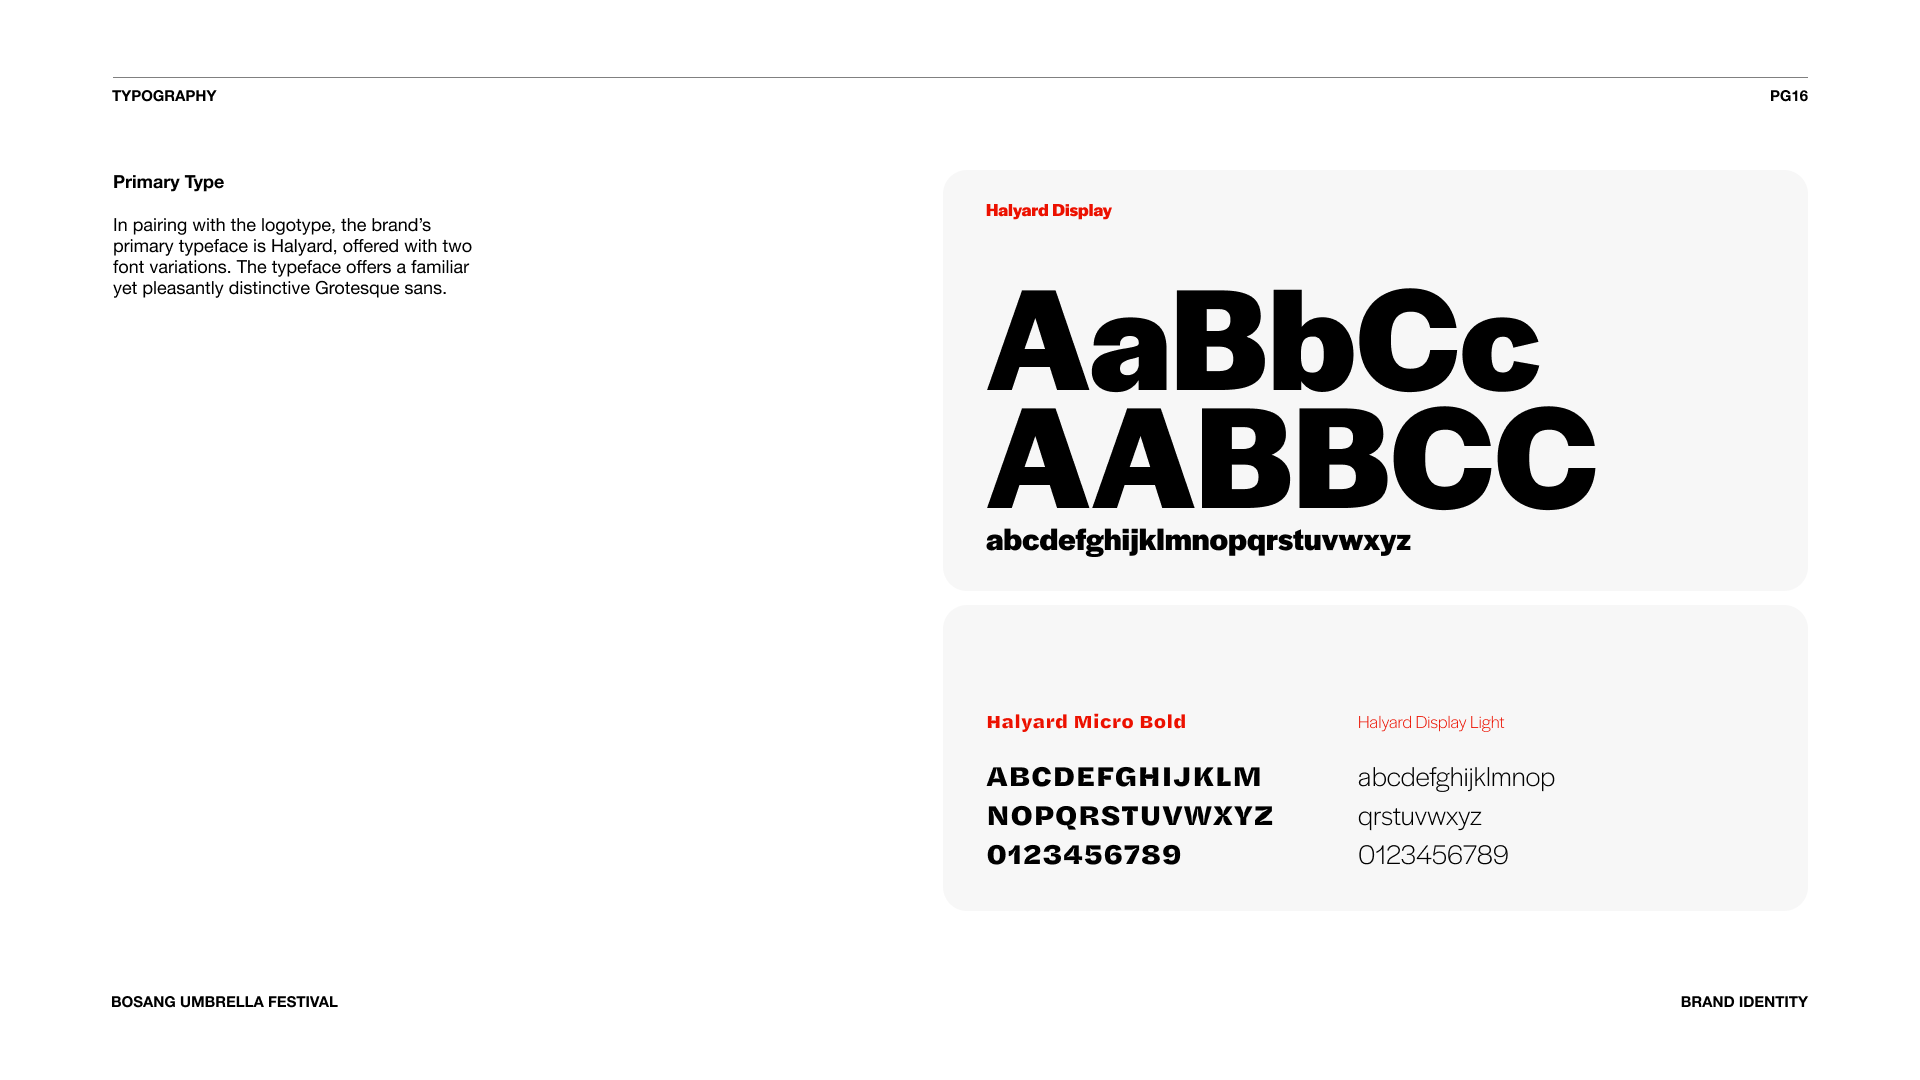 TYPOGRAPHY
PG16
Primary Type
In pairing with the logotype, the brand’s
primary typeface is Halyard, offered with two
font variations. The typeface offers a familiar
yet pleasantly distinctive Grotesque sans.
Halyard Display
AaBbCc
AABBCC
abcdefghijklmnopqrstuvwxyz
Halyard Micro Bold
ABCDEFGHIJKLM
NOPQRSTUVWXYZ
0123456789
Halyard Display Light
abcdefghijklmnop
qrstuvwxyz
0123456789
BOSANG UMBRELLA FESTIVAL
BRAND IDENTITY